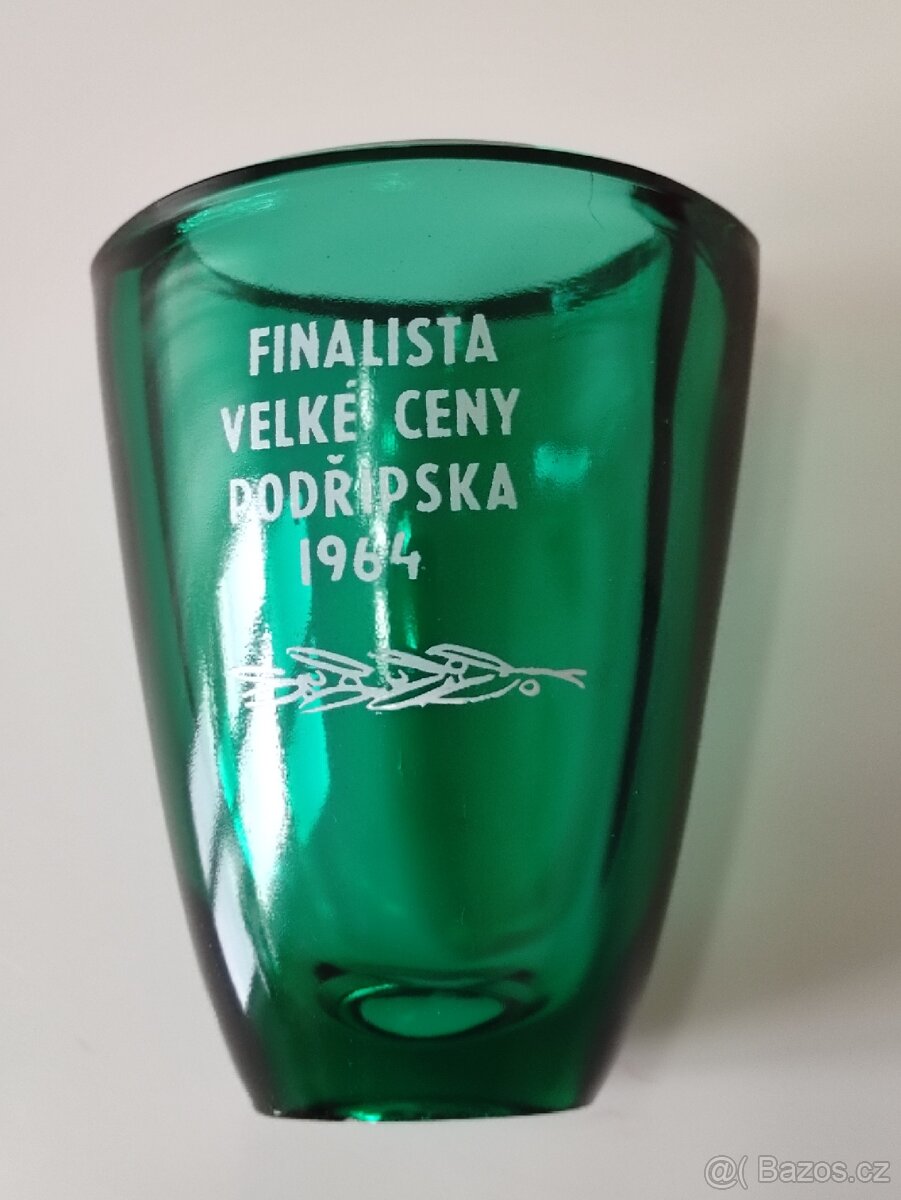 FINALISTA
VELKÉ CENY
PODŘIPSKA
1964
@( Bazos.cz